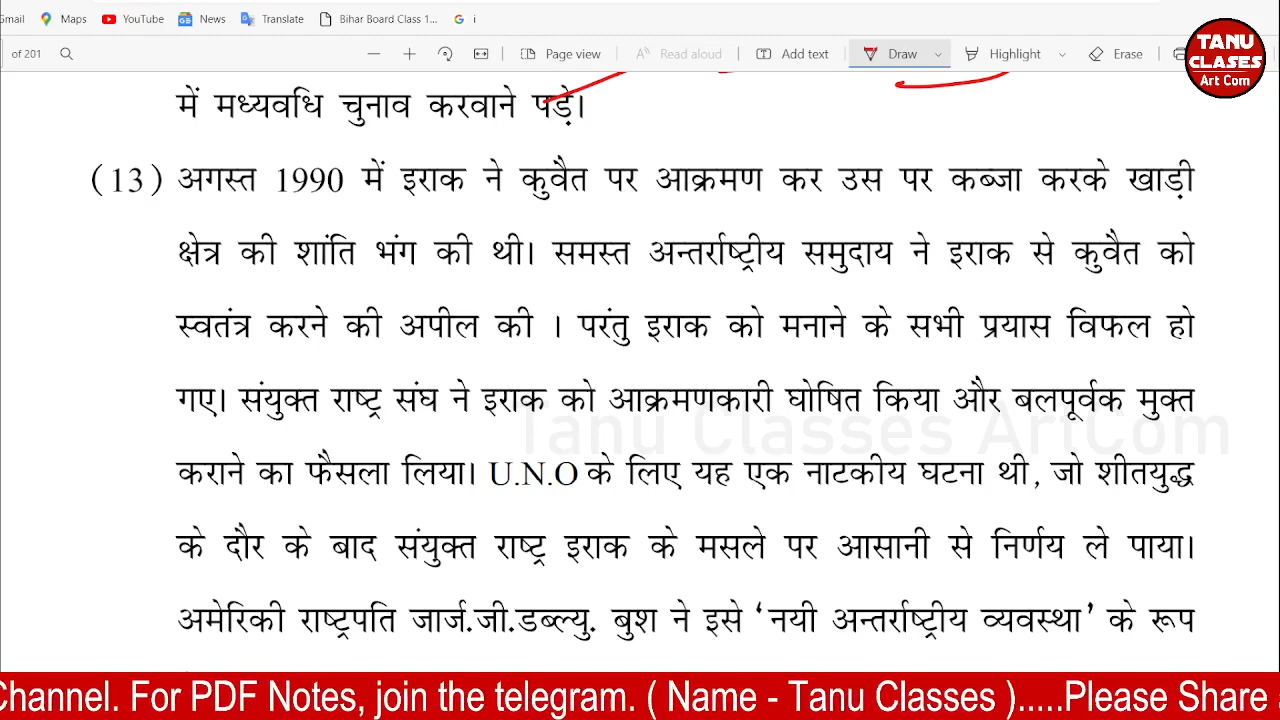 Gmail Maps YouTube News Translate Bihar Board Class 1... i
of 201 Page view Read aloud Add text Draw Highlight Erase
TANU
CLASES
Art Com
में मध्यवधि चुनाव करवाने पड़े।
(13) अगस्त 1990 में इराक ने कुवैत पर आक्रमण कर उस पर कब्जा करके खाड़ी
क्षेत्र की शांति भंग की थी। समस्त अन्तर्राष्ट्रीय समुदाय ने इराक से कुवैत को
स्वतंत्र करने की अपील की । परंतु इराक को मनाने के सभी प्रयास विफल हो
गए। संयुक्त राष्ट्र संघ ने इराक को आक्रमणकारी घोषित किया और बलपूर्वक मुक्त
Tanu Classes ArtCom
कराने का फैसला लिया। U.N.O के लिए यह एक नाटकीय घटना थी, जो शीतयुद्ध
के दौर के बाद संयुक्त राष्ट्र इराक के मसले पर आसानी से निर्णय ले पाया।
अमेरिकी राष्ट्रपति जार्ज.जी.डब्ल्यु. बुश ने इसे ‘नयी अन्तर्राष्ट्रीय व्यवस्था’ के रूप
Channel. For PDF Notes, join the telegram. ( Name - Tanu Classes ).....Please Share